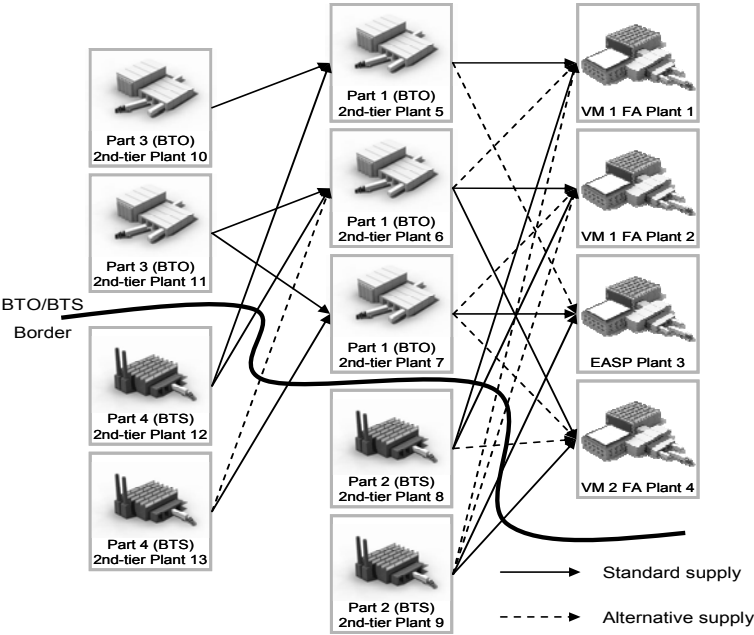 Part 3 (BTO)
2nd-tier Plant 10
Part 3 (BTO)
2nd-tier Plant 11
BTO/BTS
Border
Part 4 (BTS)
2nd-tier Plant 12
Part 4 (BTS)
2nd-tier Plant 13
Part 1 (BTO)
2nd-tier Plant 5
Part 1 (BTO)
2nd-tier Plant 6
Part 1 (BTO)
2nd-tier Plant 7
Part 2 (BTS)
2nd-tier Plant 8
Part 2 (BTS)
2nd-tier Plant 9
VM 1 FA Plant 1
VM 1 FA Plant 2
EASP Plant 3
VM 2 FA Plant 4
Standard supply
Alternative supply